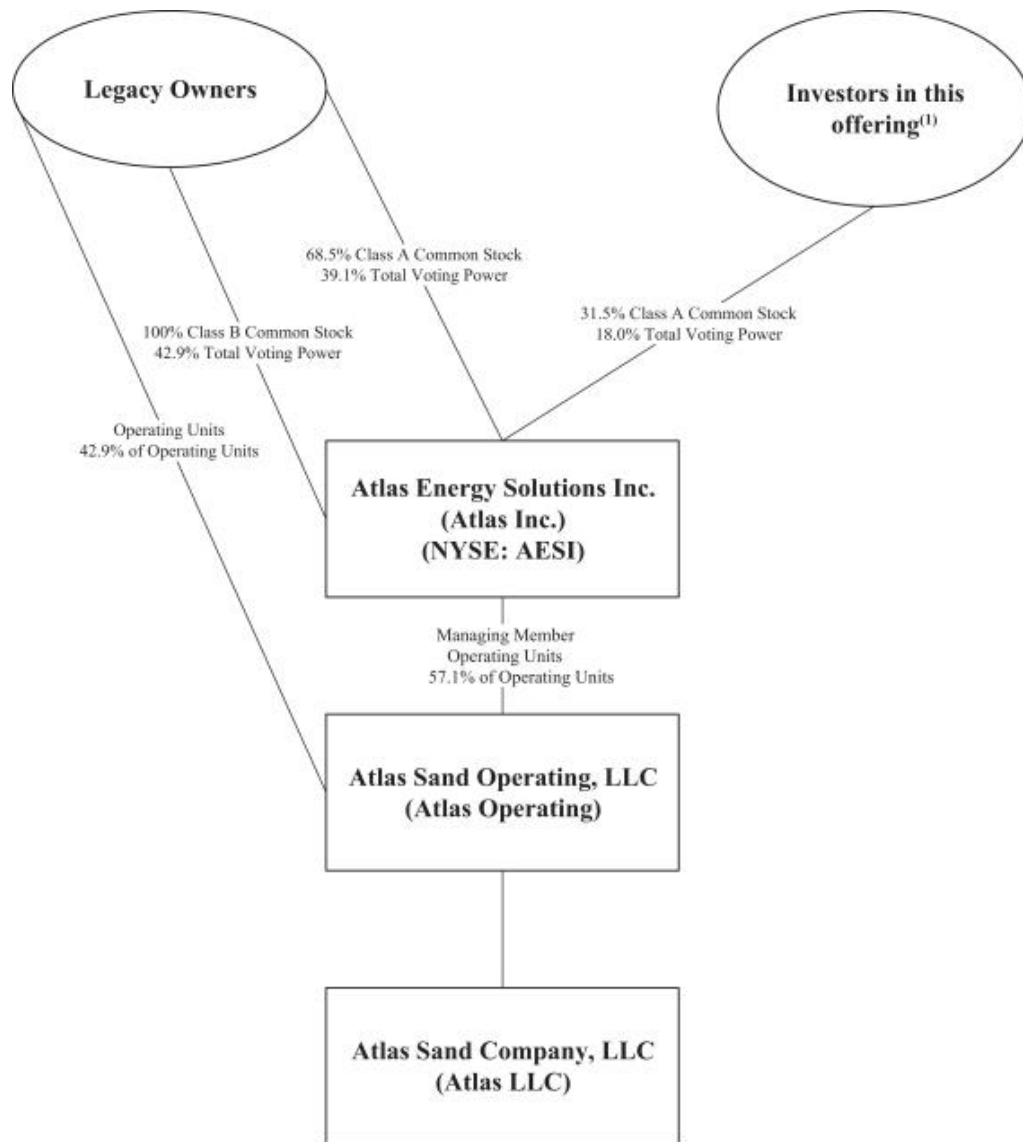 Legacy Owners
Investors in this
offering(1)
68.5% Class A Common Stock
39.1% Total Voting Power
31.5% Class A Common Stock
18.0% Total Voting Power
100% Class B Common Stock
42.9% Total Voting Power
Operating Units
42.9% of Operating Units
Atlas Energy Solutions Inc.
(Atlas Inc.)
(NYSE: AESI)
Managing Member
Operating Units
57.1% of Operating Units
Atlas Sand Operating, LLC
(Atlas Operating)
Atlas Sand Company, LLC
(Atlas LLC)